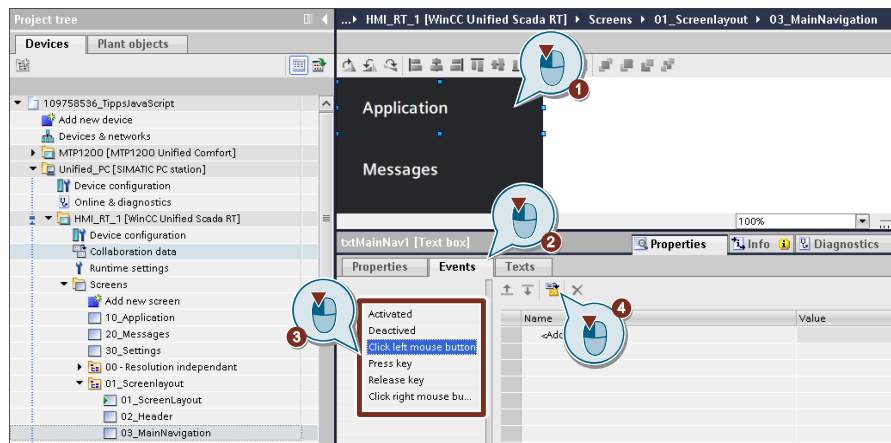 Project tree
...▸ HMI_RT_1 [WinCC Unified Scada RT] ▸ Screens ▸ 01_Screenlayout ▸ 03_MainNavigation
Devices
Plant objects
109758536_TippsJavaScript
Add new device
Devices & networks
MTP1200 [MTP1200 Unified Comfort]
Unified_PC [SIMATIC PC station]
Device configuration
Online & diagnostics
HMI_RT_1 [WinCC Unified Scada RT]
Device configuration
Collaboration data
Runtime settings
Screens
Add new screen
10_Application
20_Messages
30_Settings
00 - Resolution independent
01_Screenlayout
01_ScreenLayout
02_Header
03_MainNavigation
1
Application
Messages
100%
2
txtMainNav1 [Text box]
Properties
Info
Diagnostics
Properties
Events
Texts
3
Activated
Deactived
Click left mouse button
Press key
Release key
Click right mouse bu...
4
Name
Value